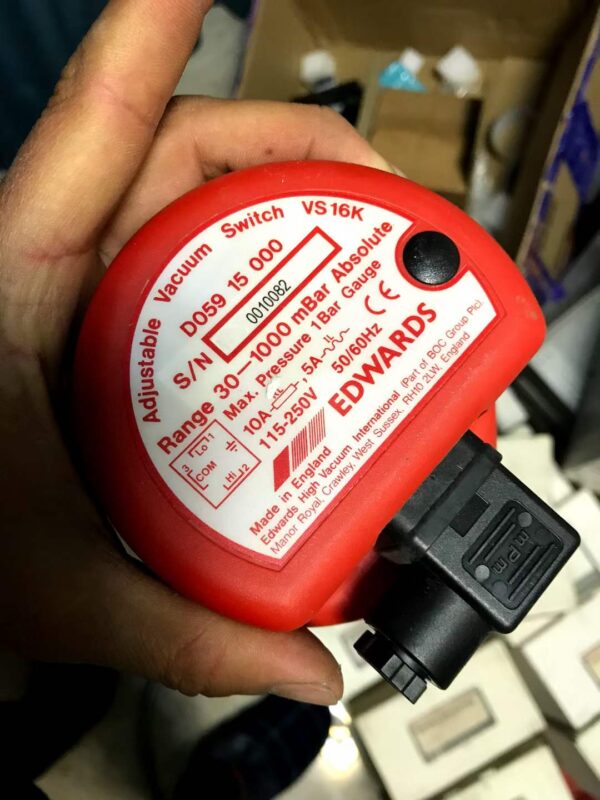 Adjustable Vacuum Switch VS16K
D059 15 000
S/N 0010082
Range 30—1000 mBar Absolute
Max. Pressure 1Bar Gauge
10A , 5A
115-250V 50/60Hz CE
EDWARDS
Lo 1
3 COM
Hi 2
Made in England
Edwards High Vacuum International (Part of BOC Group Plc).
Manor Royal, Crawley, West Sussex, RH10 2LW, England
mPm